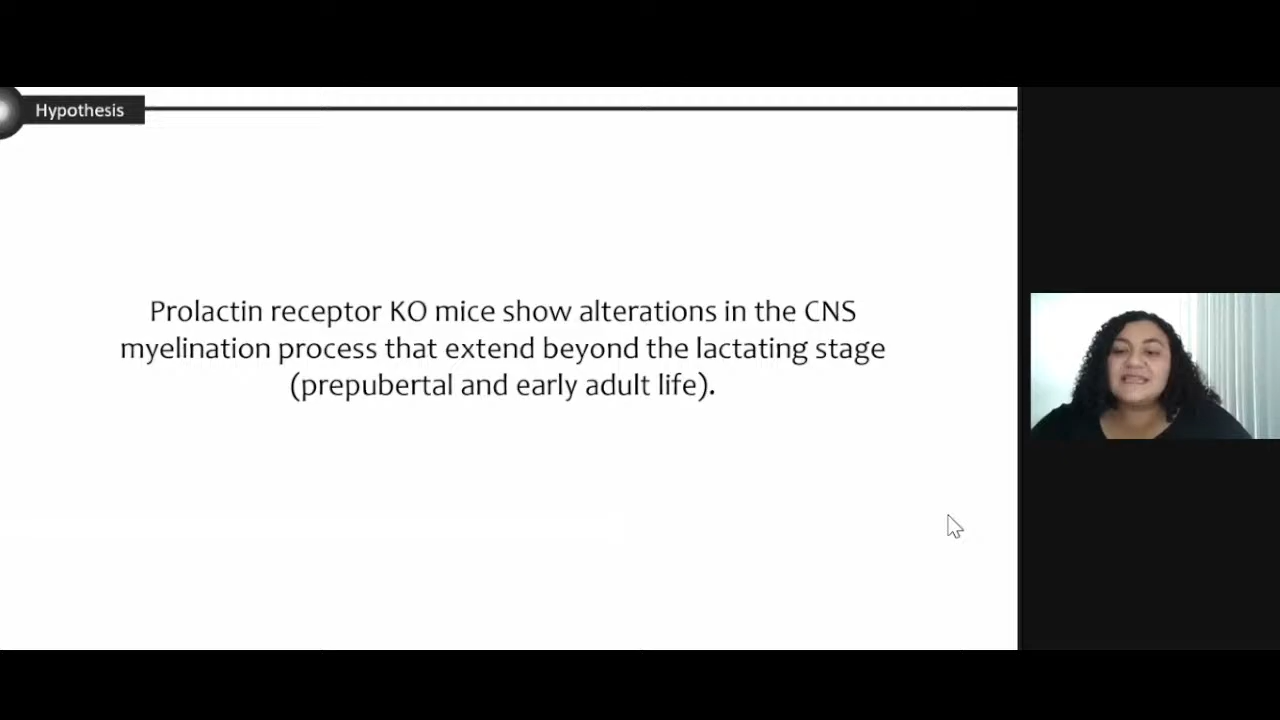 Hypothesis
Prolactin receptor KO mice show alterations in the CNS
myelination process that extend beyond the lactating stage
(prepubertal and early adult life).